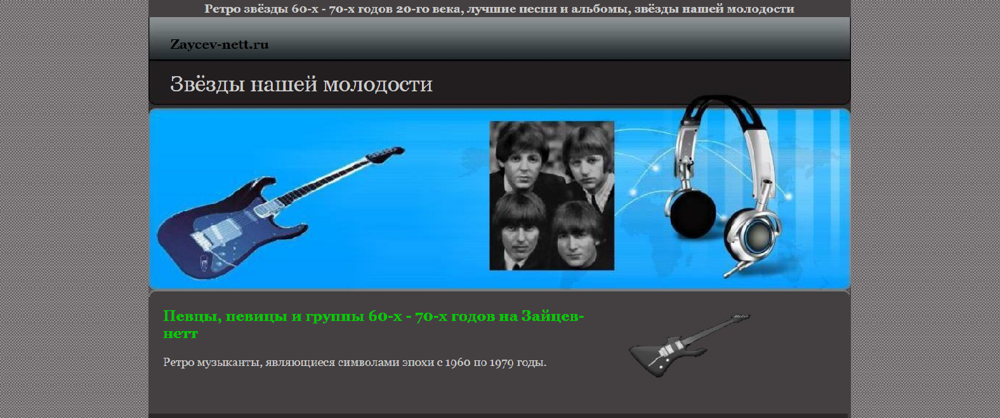 Ретро звёзды 60-х - 70-х годов 20-го века, лучшие песни и альбомы, звёзды нашей молодости
Zaycev-nett.ru
Звёзды нашей молодости
Певцы, певицы и группы 60-х - 70-х годов на Зайцев-
нетт
Ретро музыканты, являющиеся символами эпохи с 1960 по 1979 годы.